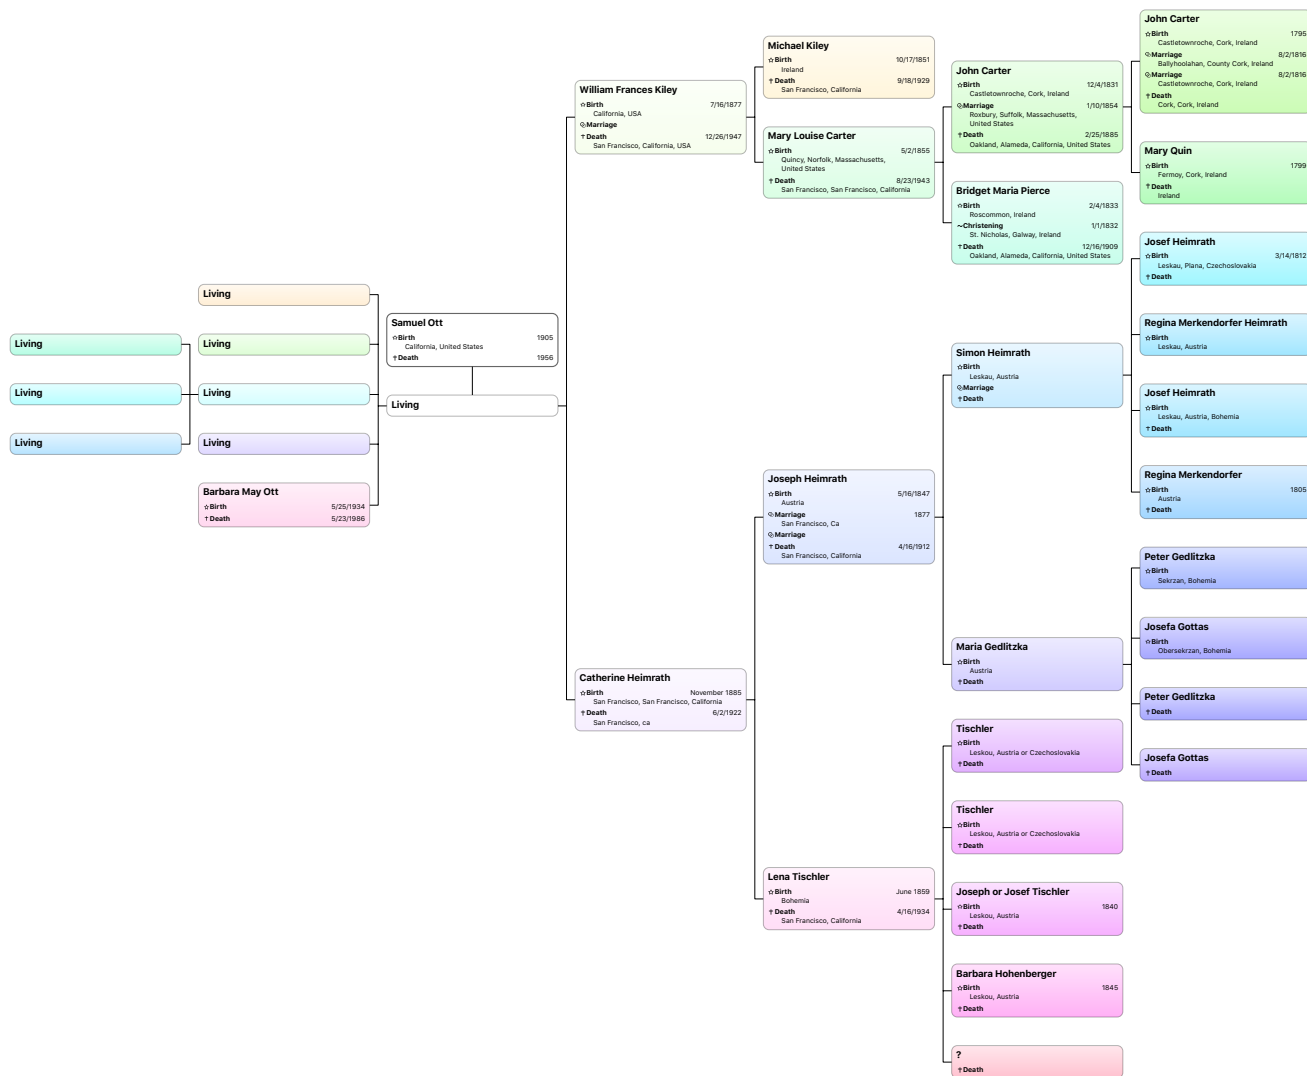 Living
Living
Living
Living
Living
Living
Living
Barbara May Ott
☆Birth 5/25/1934
†Death 5/23/1986
Samuel Ott
☆Birth 1905
California, United States
†Death 1956
Living
William Frances Kiley
☆Birth 7/16/1877
California, USA
Marriage
†Death 12/26/1947
San Francisco, California, USA
Catherine Heimrath
☆Birth November 1885
San Francisco, San Francisco, California
†Death 6/2/1922
San Francisco, ca
Michael Kiley
☆Birth 10/17/1851
Ireland
†Death 9/18/1929
San Francisco, California
Mary Louise Carter
☆Birth 5/2/1855
Quincy, Norfolk, Massachusetts,
United States
†Death 8/23/1943
San Francisco, San Francisco, California
Joseph Heimrath
☆Birth 5/16/1847
Austria
Marriage 1877
San Francisco, Ca
Marriage
†Death 4/16/1912
San Francisco, California
Lena Tischler
☆Birth June 1859
Bohemia
†Death 4/16/1934
San Francisco, California
John Carter
☆Birth 12/4/1831
Castletownroche, Cork, Ireland
Marriage 1/10/1854
Roxbury, Suffolk, Massachusetts,
United States
†Death 2/25/1885
Oakland, Alameda, California, United States
Bridget Maria Pierce
☆Birth 2/4/1833
Roscommon, Ireland
~Christening 1/1/1832
St. Nicholas, Galway, Ireland
†Death 12/16/1909
Oakland, Alameda, California, United States
Simon Heimrath
☆Birth
Leskau, Austria
Marriage
†Death
Maria Gedlitzka
☆Birth
Austria
†Death
Tischler
☆Birth
Leskou, Austria or Czechoslovakia
†Death
Tischler
☆Birth
Leskou, Austria or Czechoslovakia
†Death
Joseph or Josef Tischler
☆Birth 1840
Leskou, Austria
†Death
Barbara Hohenberger
☆Birth 1845
Leskou, Austria
†Death
?
†Death
John Carter
☆Birth 1795
Castletownroche, Cork, Ireland
Marriage 8/2/1816
Ballyhoolahan, County Cork, Ireland
Marriage 8/2/1816
Castletownroche, Cork, Ireland
†Death
Cork, Cork, Ireland
Mary Quin
☆Birth 1799
Fermoy, Cork, Ireland
†Death
Ireland
Josef Heimrath
☆Birth 3/14/1812
Leskau, Plana, Czechoslovakia
†Death
Regina Merkendorfer Heimrath
☆Birth
Leskau, Austria
Josef Heimrath
☆Birth
Leskau, Austria, Bohemia
†Death
Regina Merkendorfer
☆Birth 1805
Austria
†Death
Peter Gedlitzka
☆Birth
Sekrzan, Bohemia
Josefa Gottas
☆Birth
Obersekrzan, Bohemia
Peter Gedlitzka
†Death
Josefa Gottas
†Death